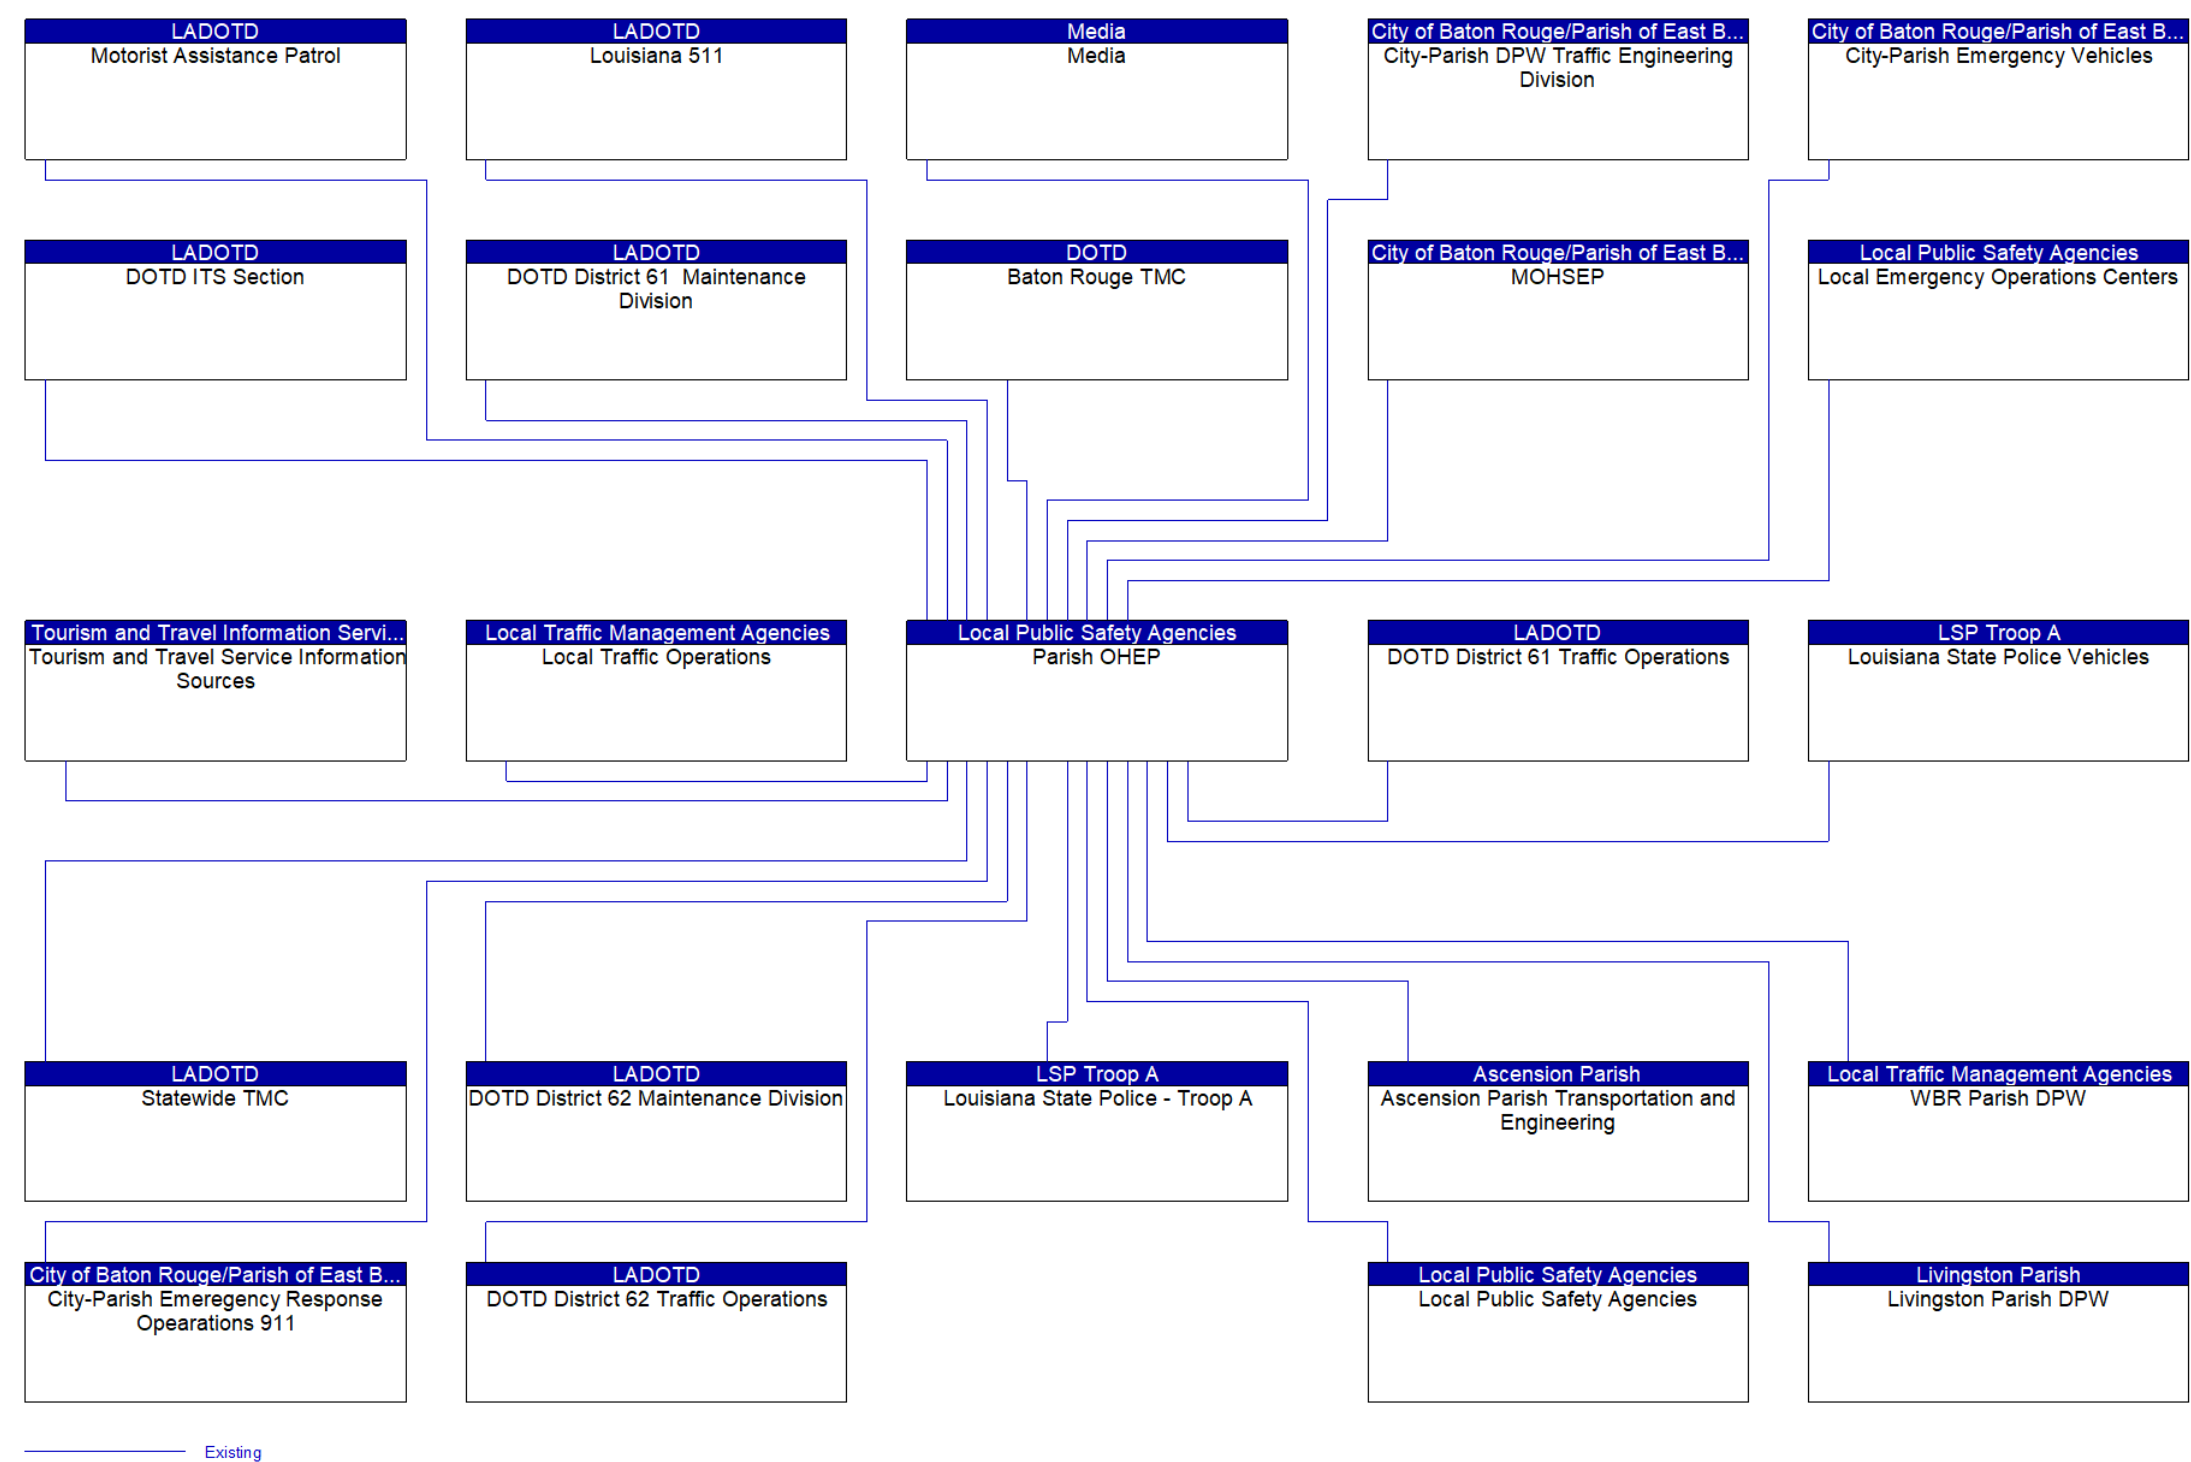 LADOTD
Motorist Assistance Patrol
LADOTD
Louisiana 511
Media
Media
City of Baton Rouge/Parish of East B...
City-Parish DPW Traffic Engineering
Division
City of Baton Rouge/Parish of East B...
City-Parish Emergency Vehicles
LADOTD
DOTD ITS Section
LADOTD
DOTD District 61 Maintenance
Division
DOTD
Baton Rouge TMC
City of Baton Rouge/Parish of East B...
MOHSEP
Local Public Safety Agencies
Local Emergency Operations Centers
Tourism and Travel Information Servi...
Tourism and Travel Service Information
Sources
Local Traffic Management Agencies
Local Traffic Operations
Local Public Safety Agencies
Parish OHEP
LADOTD
DOTD District 61 Traffic Operations
LSP Troop A
Louisiana State Police Vehicles
LADOTD
Statewide TMC
LADOTD
DOTD District 62 Maintenance Division
LSP Troop A
Louisiana State Police - Troop A
Ascension Parish
Ascension Parish Transportation and
Engineering
Local Traffic Management Agencies
WBR Parish DPW
City of Baton Rouge/Parish of East B...
City-Parish Emeregency Response
Opearations 911
LADOTD
DOTD District 62 Traffic Operations
Local Public Safety Agencies
Local Public Safety Agencies
Livingston Parish
Livingston Parish DPW
Existing